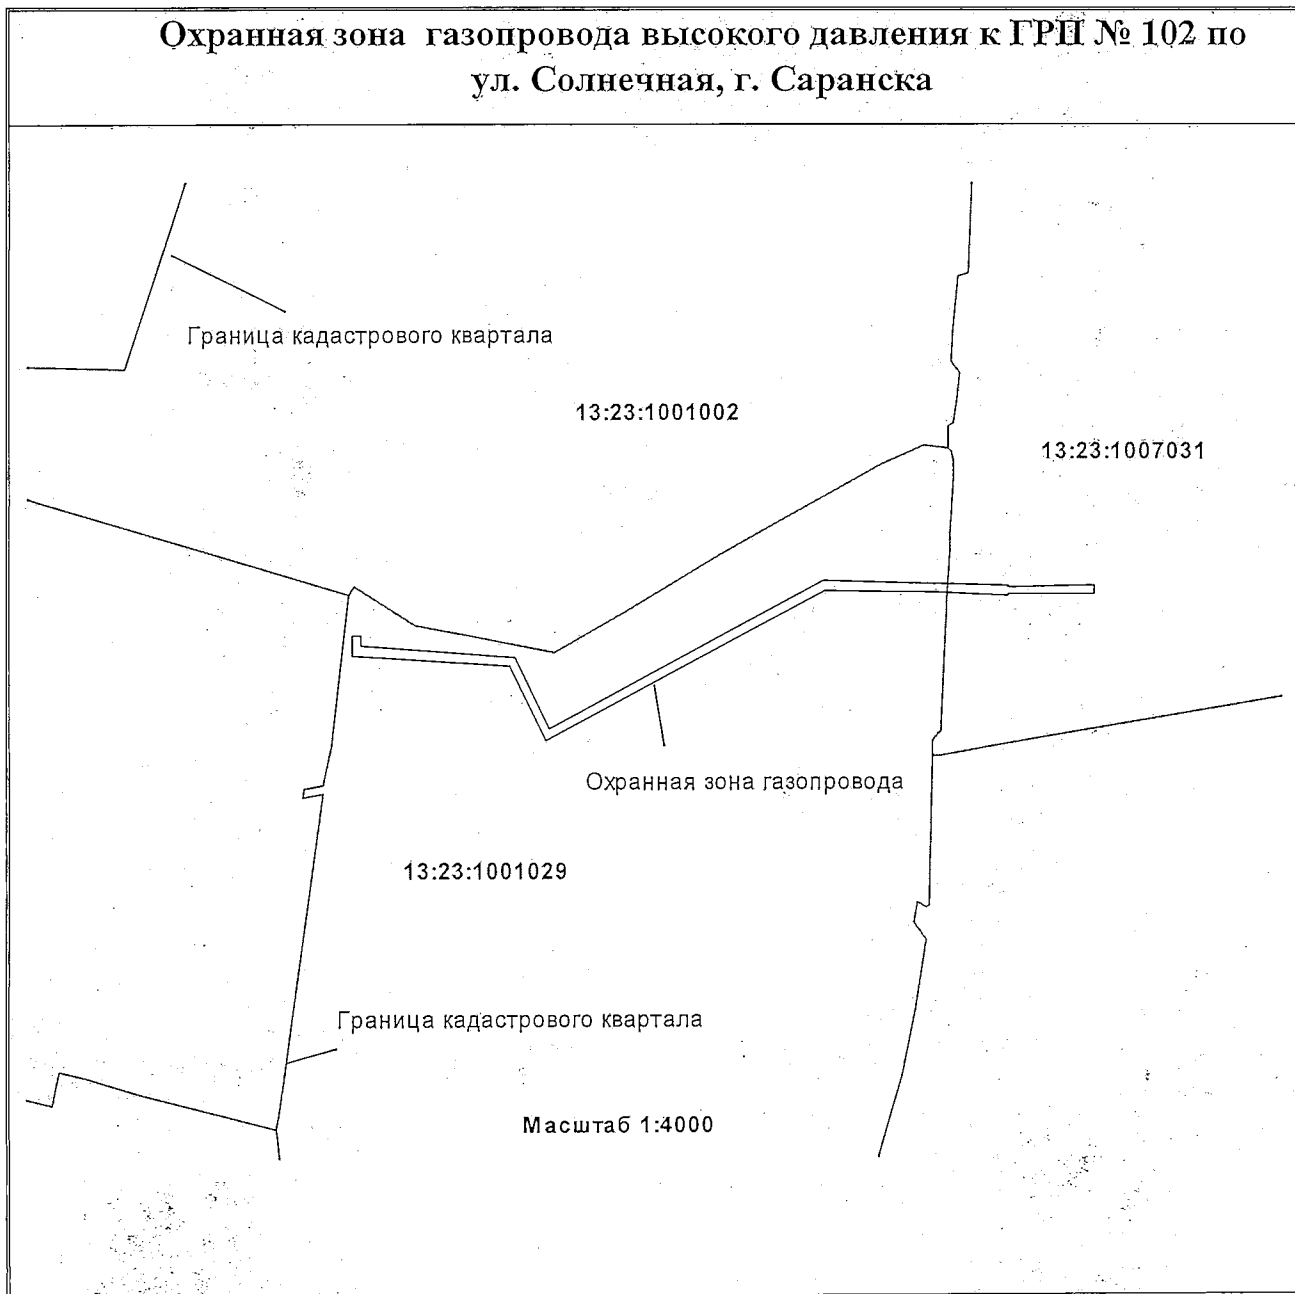 Охранная зона газопровода высокого давления к ГРП № 102 по
ул. Солнечная, г. Саранска
Граница кадастрового квартала
13:23:1001002
13:23:1007031
Охранная зона газопровода
13:23:1001029
Граница кадастрового квартала
Масштаб 1:4000